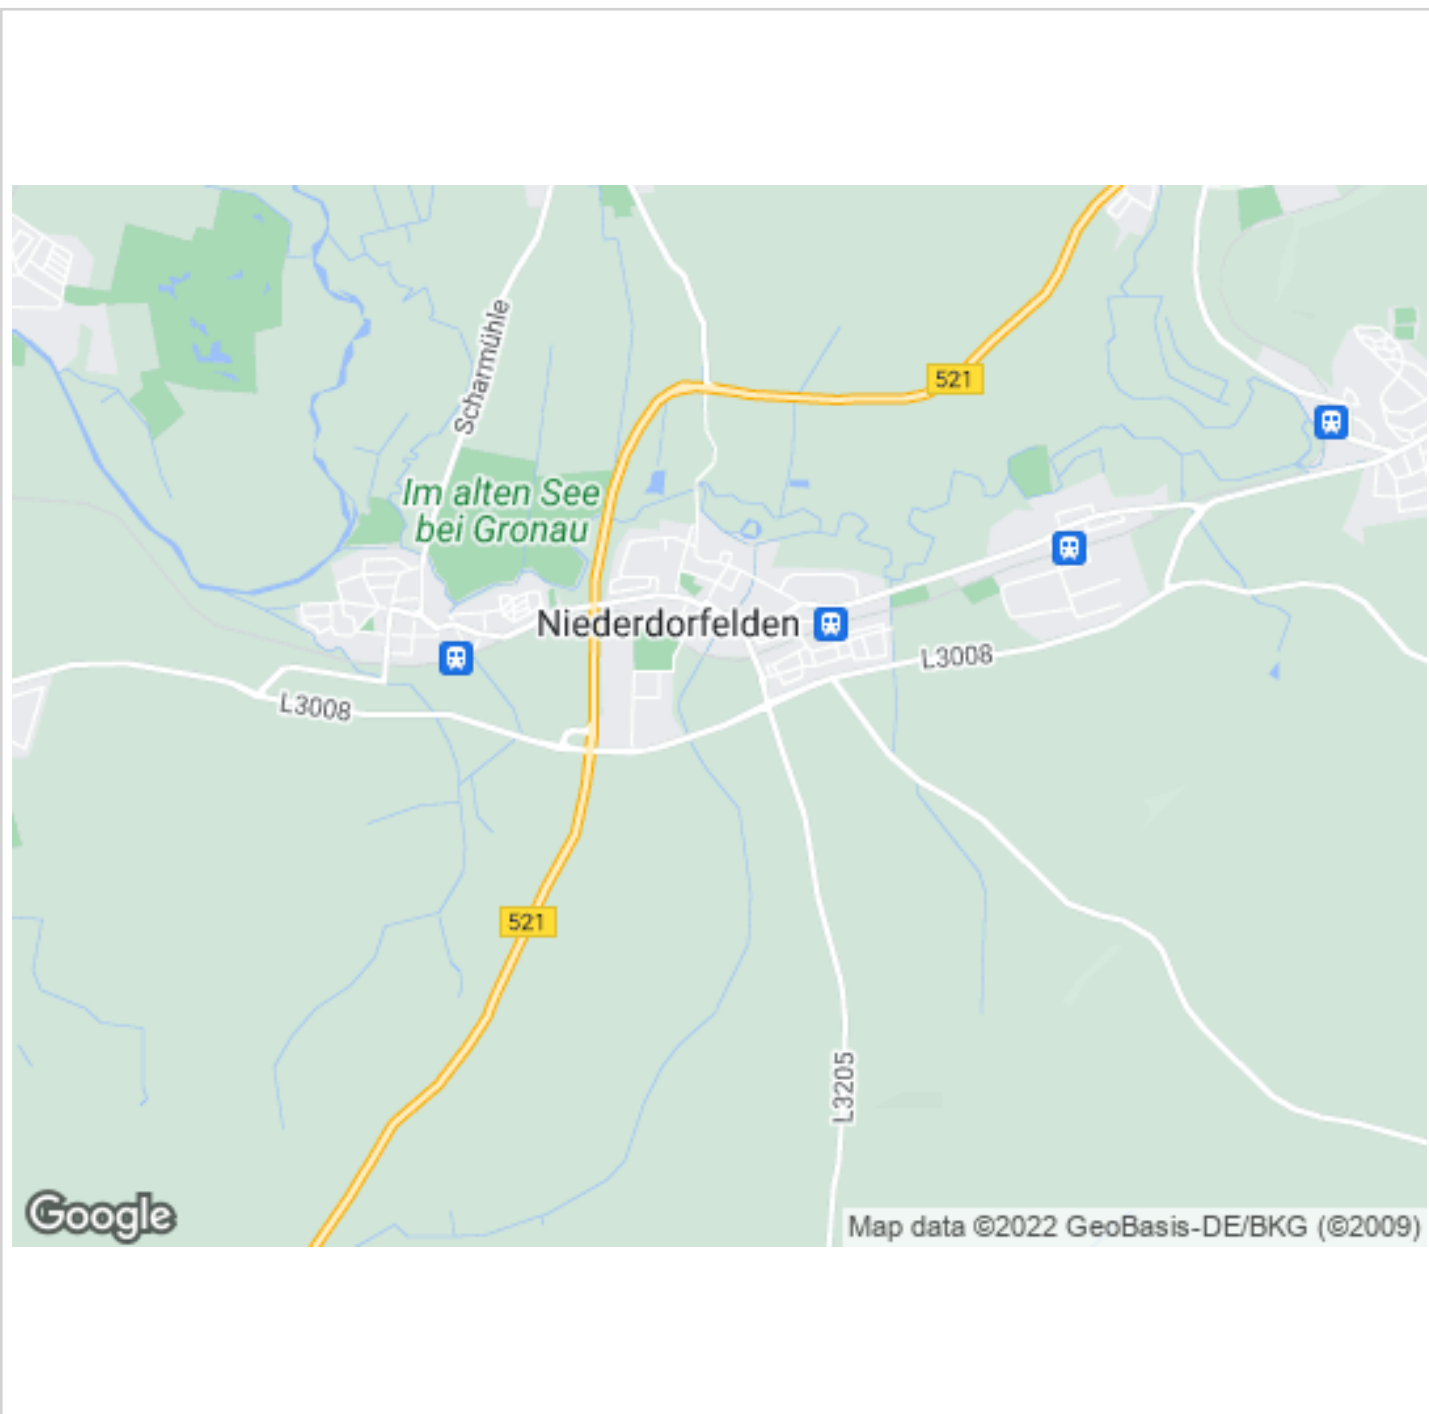 521
Scharmühle
Im alten See
bei Gronau
Niederdorfelden
L3008
L3008
521
L3205
Google
Map data ©2022 GeoBasis-DE/BKG (©2009)